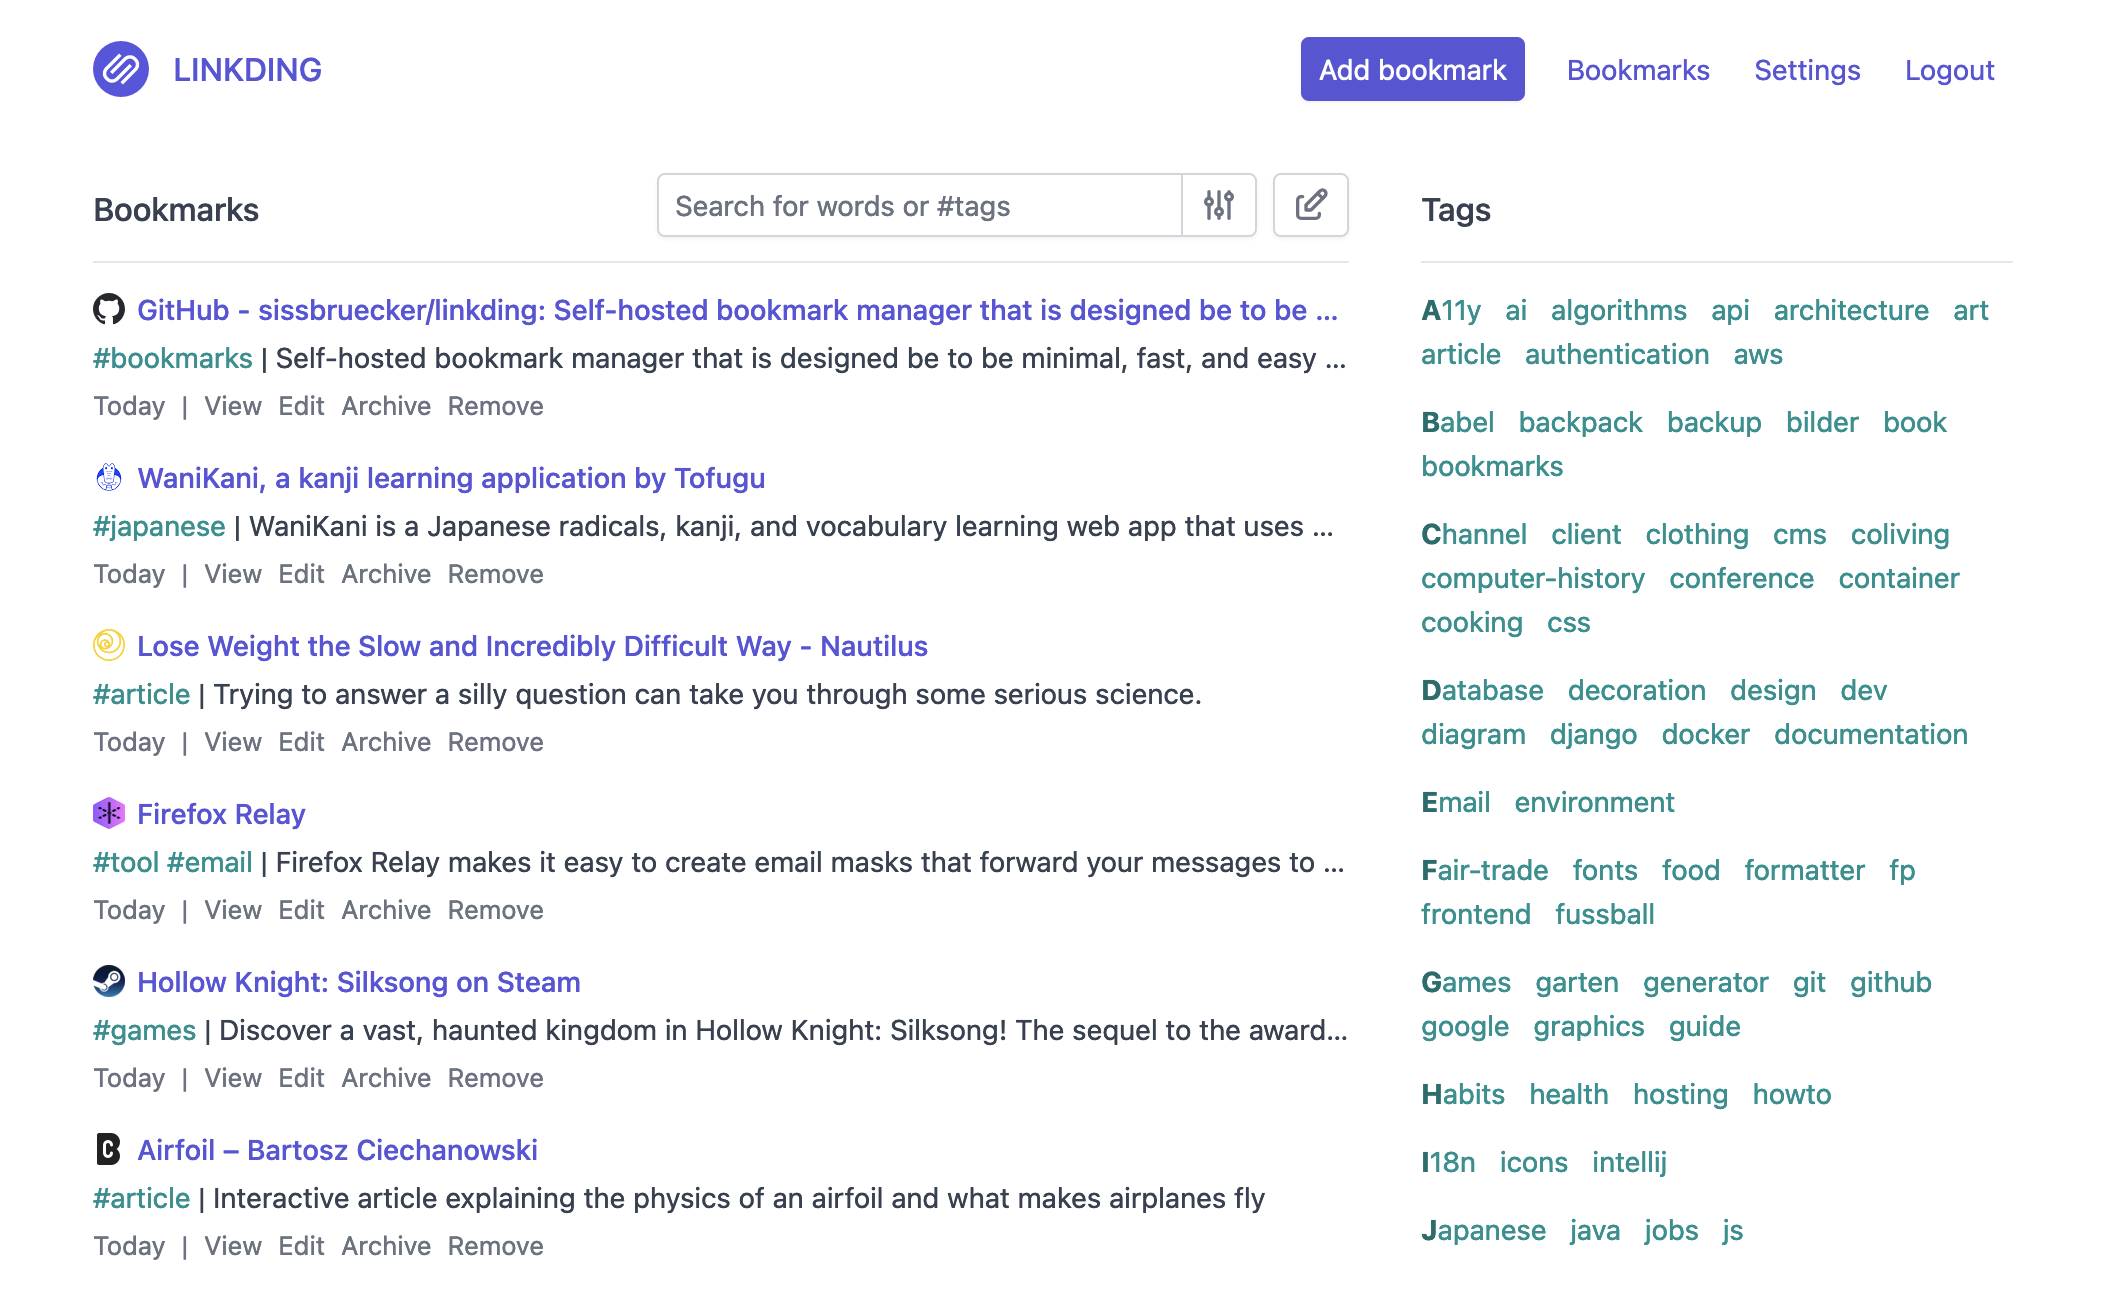 LINKDING
Add bookmark Bookmarks Settings Logout
Bookmarks
Search for words or #tags
GitHub - sissbruecker/linkding: Self-hosted bookmark manager that is designed be to be ...
#bookmarks | Self-hosted bookmark manager that is designed be to be minimal, fast, and easy ...
Today | View Edit Archive Remove
WaniKani, a kanji learning application by Tofugu
#japanese | WaniKani is a Japanese radicals, kanji, and vocabulary learning web app that uses ...
Today | View Edit Archive Remove
Lose Weight the Slow and Incredibly Difficult Way - Nautilus
#article | Trying to answer a silly question can take you through some serious science.
Today | View Edit Archive Remove
Firefox Relay
#tool #email | Firefox Relay makes it easy to create email masks that forward your messages to ...
Today | View Edit Archive Remove
Hollow Knight: Silksong on Steam
#games | Discover a vast, haunted kingdom in Hollow Knight: Silksong! The sequel to the award...
Today | View Edit Archive Remove
Airfoil – Bartosz Ciechanowski
#article | Interactive article explaining the physics of an airfoil and what makes airplanes fly
Today | View Edit Archive Remove
Tags
A11y ai algorithms api architecture art
article authentication aws
Babel backpack backup bilder book
bookmarks
Channel client clothing cms coliving
computer-history conference container
cooking css
Database decoration design dev
diagram django docker documentation
Email environment
Fair-trade fonts food formatter fp
frontend fussball
Games garten generator git github
google graphics guide
Habits health hosting howto
I18n icons intellij
Japanese java jobs js